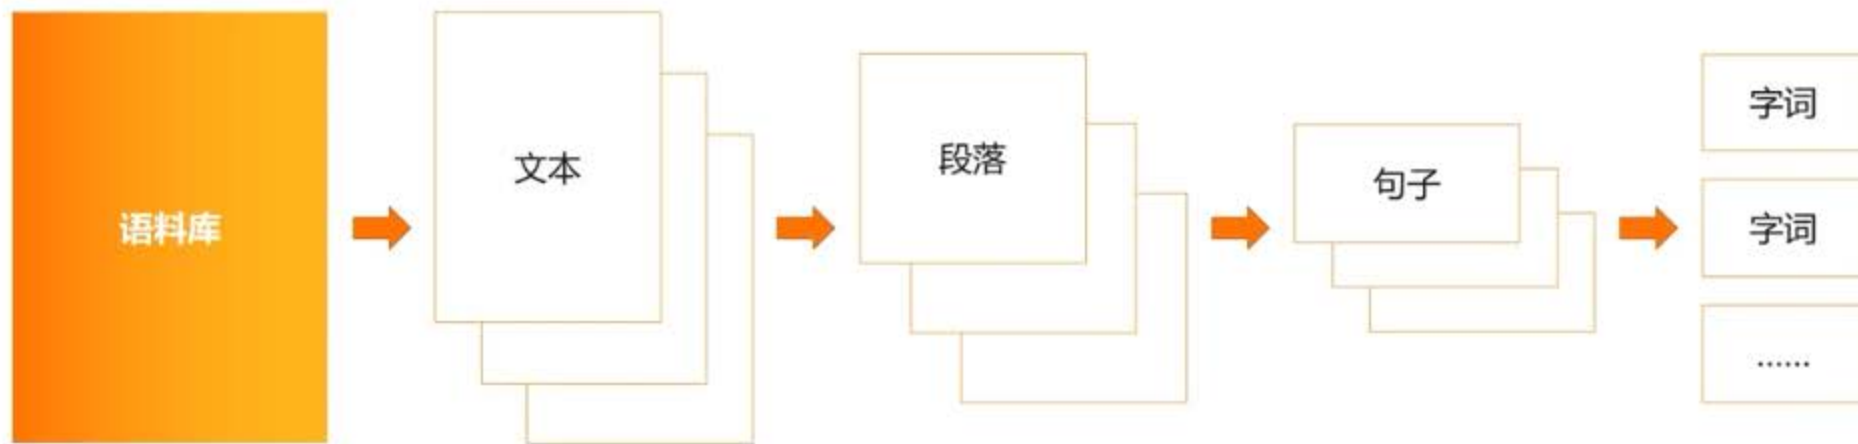 语料库
文本
段落
句子
字词
字词
......